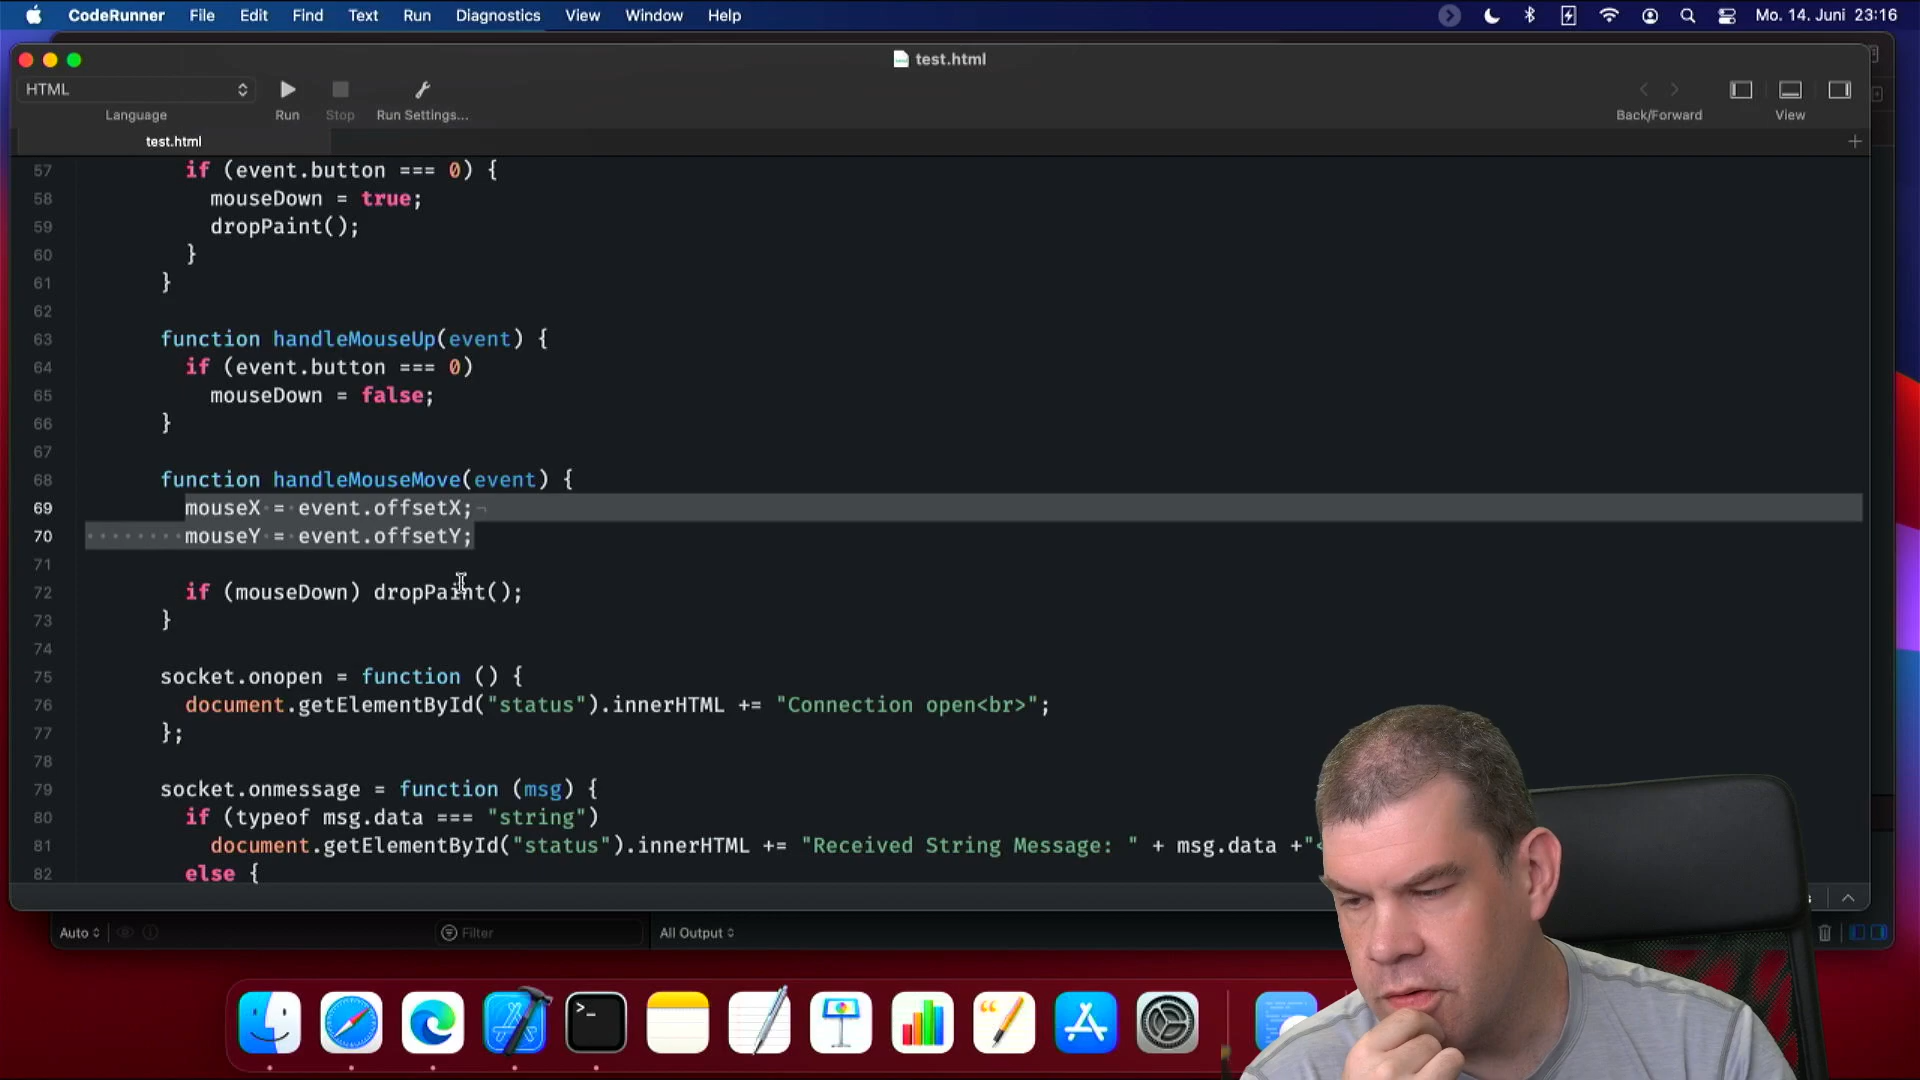 CodeRunner File Edit Find Text Run Diagnostics View Window Help Mo. 14. Juni 23:16
test.html
HTML
Language Run Stop Run Settings... Back/Forward View
test.html
57 if (event.button === 0) {
58 mouseDown = true;
59 dropPaint();
60 }
61 }
62
63 function handleMouseUp(event) {
64 if (event.button === 0)
65 mouseDown = false;
66 }
67
68 function handleMouseMove(event) {
69 mouseX = event.offsetX;
70 mouseY = event.offsetY;
71
72 if (mouseDown) dropPaint();
73 }
74
75 socket.onopen = function () {
76 document.getElementById("status").innerHTML += "Connection open<br>";
77 };
78
79 socket.onmessage = function (msg) {
80 if (typeof msg.data === "string")
81 document.getElementById("status").innerHTML += "Received String Message: " + msg.data +"<
82 else {
Auto Filter All Output